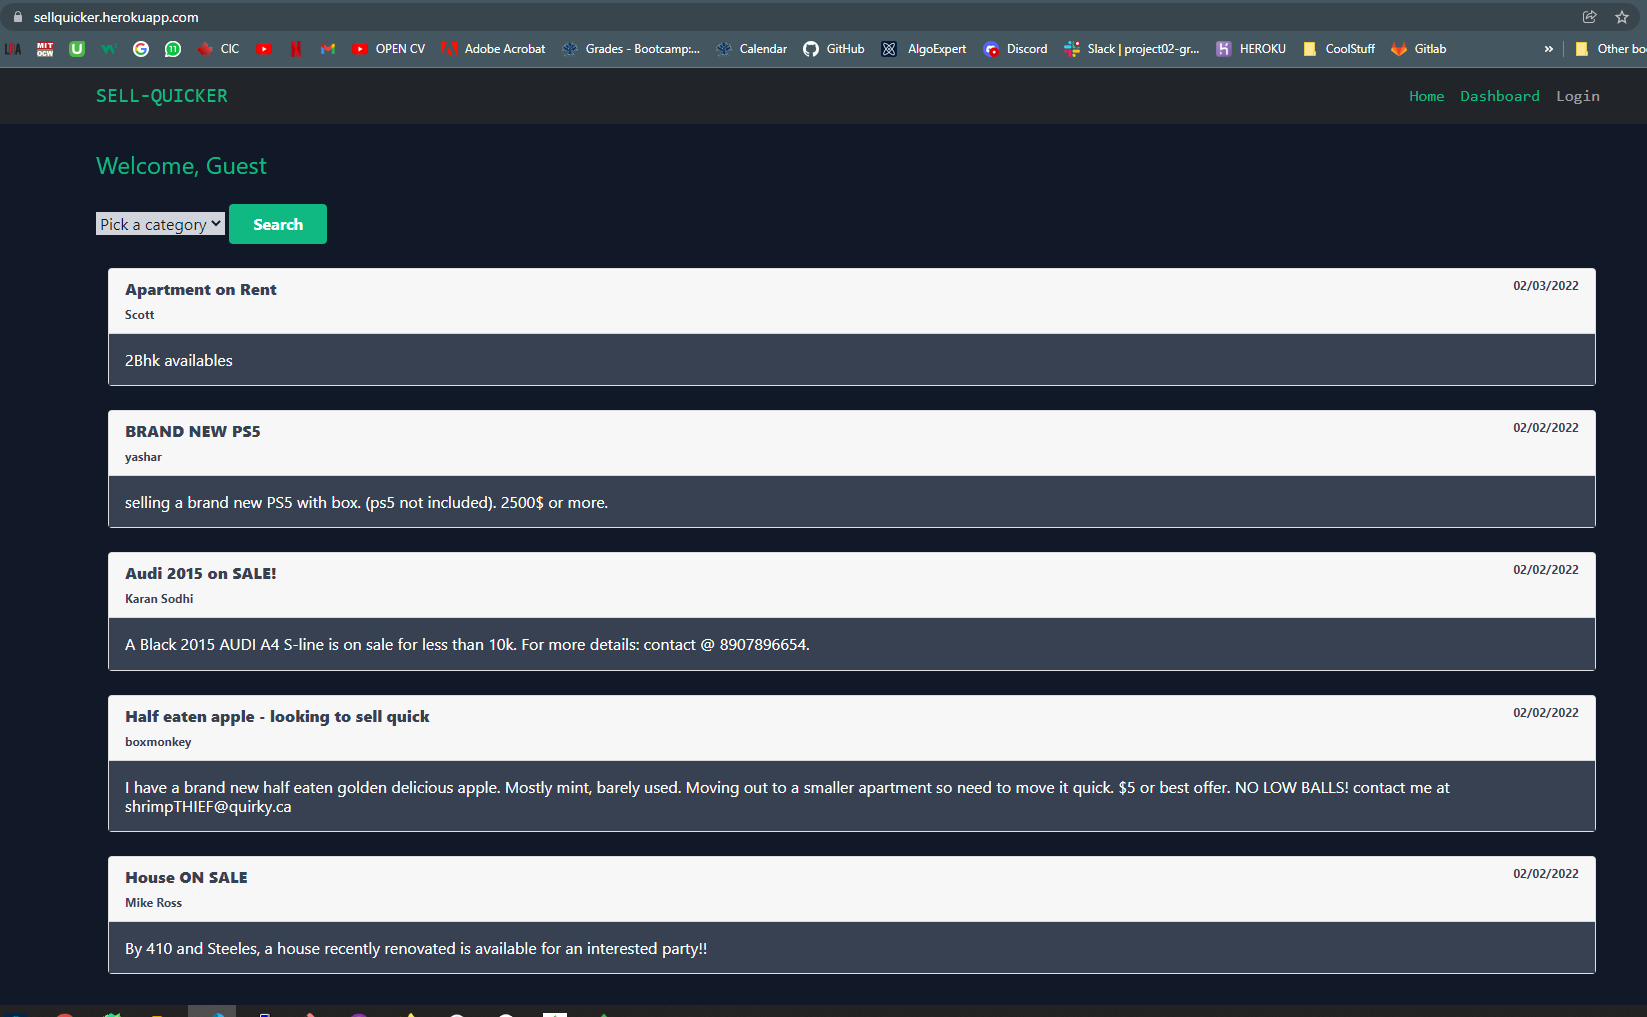 sellquicker.herokuapp.com
MIT OCW U G 11 CIC OPEN CV Adobe Acrobat Grades - Bootcamp:... Calendar GitHub AlgoExpert Discord Slack | project02-gr... HEROKU CoolStuff Gitlab » Other bo
SELL-QUICKER Home Dashboard Login
Welcome, Guest
Pick a category Search
Apartment on Rent 02/03/2022
Scott
2Bhk availables
BRAND NEW PS5 02/02/2022
yashar
selling a brand new PS5 with box. (ps5 not included). 2500$ or more.
Audi 2015 on SALE! 02/02/2022
Karan Sodhi
A Black 2015 AUDI A4 S-line is on sale for less than 10k. For more details: contact @ 8907896654.
Half eaten apple - looking to sell quick 02/02/2022
boxmonkey
I have a brand new half eaten golden delicious apple. Mostly mint, barely used. Moving out to a smaller apartment so need to move it quick. $5 or best offer. NO LOW BALLS! contact me at
shrimpTHIEF@quirky.ca
House ON SALE 02/02/2022
Mike Ross
By 410 and Steeles, a house recently renovated is available for an interested party!!